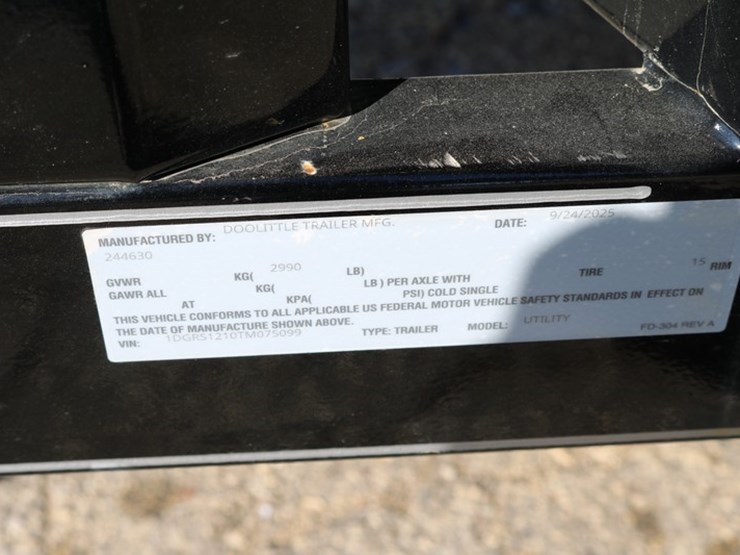 MANUFACTURED BY: DOOLITTLE TRAILER MFG. DATE: 9/24/2025
244630
GVWR KG( 2990 LB) TIRE 15 RIM
GAWR ALL KG( LB) PER AXLE WITH
AT KPA( PSI) COLD SINGLE
THIS VEHICLE CONFORMS TO ALL APPLICABLE US FEDERAL MOTOR VEHICLE SAFETY STANDARDS IN EFFECT ON
THE DATE OF MANUFACTURE SHOWN ABOVE.
VIN: 1DGRS1210TM075099 TYPE: TRAILER MODEL: UTILITY FD-304 REV A